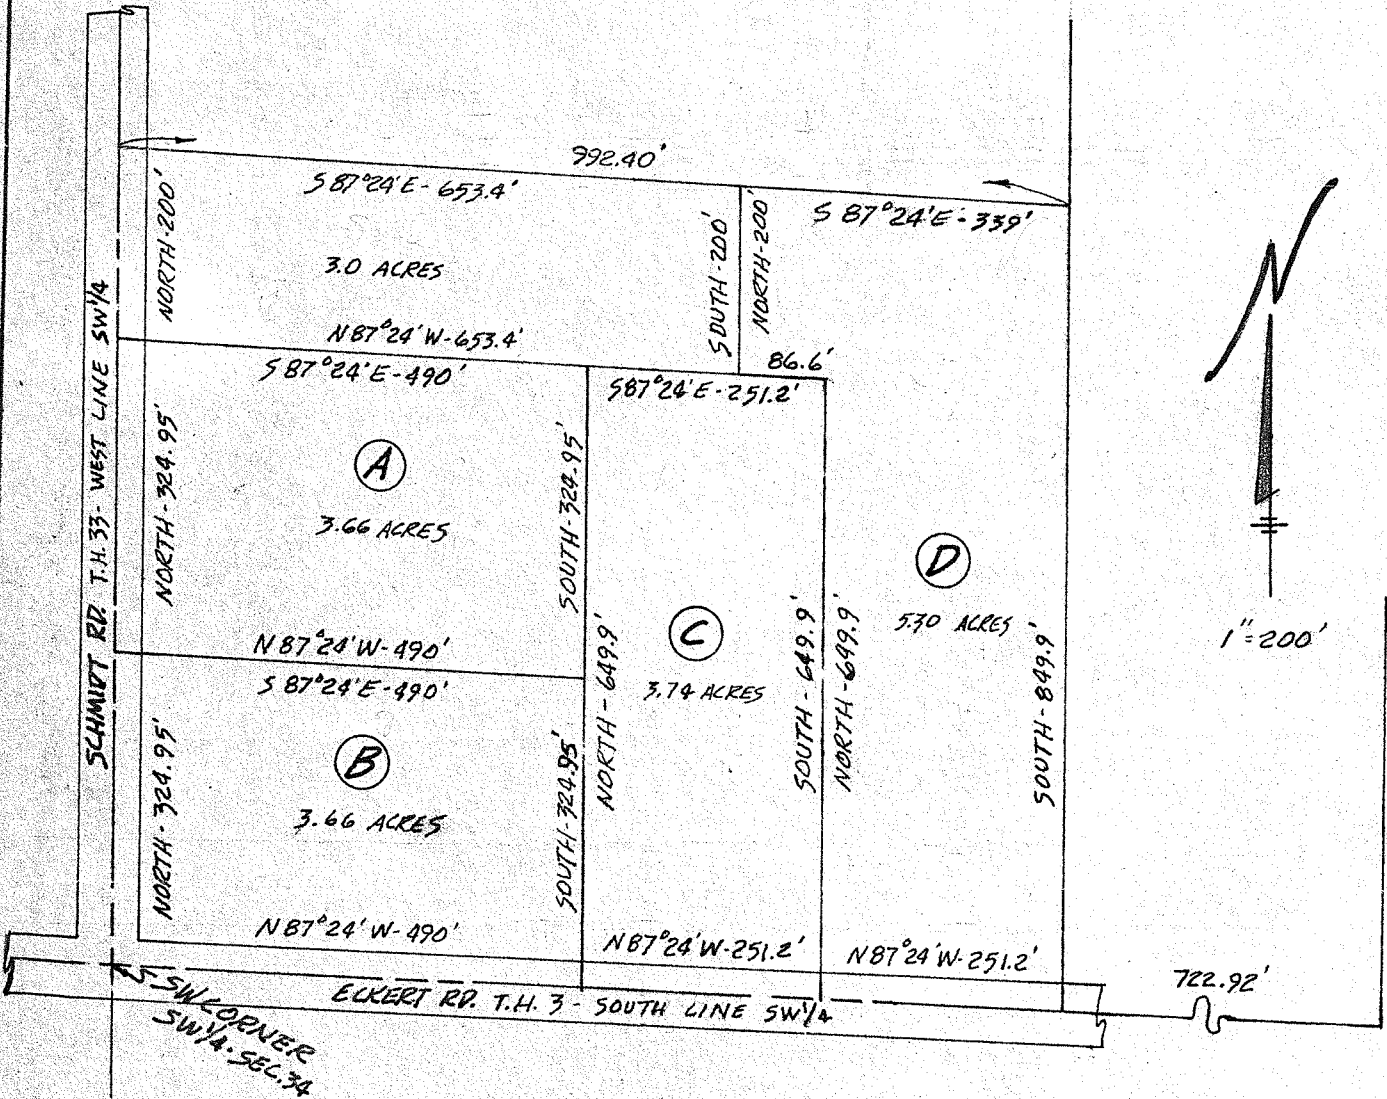 992.40'
S 87°24' E - 653.4'
S 87°24' E - 339'
NORTH - 200'
3.0 ACRES
SOUTH - 200'
NORTH - 200'
N 87°24' W - 653.4'
86.6'
S 87°24' E - 490'
S 87°24' E - 251.2'
SCHMIDT RD. T.H. 33 - WEST LINE SW 1/4
NORTH - 324.95'
A
3.66 ACRES
SOUTH - 324.95'
N 87°24' W - 490'
S 87°24' E - 490'
NORTH - 324.95'
B
3.66 ACRES
SOUTH - 324.95'
N 87°24' W - 490'
NORTH - 649.9'
C
3.74 ACRES
SOUTH - 649.9'
N 87°24' W - 251.2'
NORTH - 649.9'
D
5.30 ACRES
SOUTH - 849.9'
N 87°24' W - 251.2'
N
1" = 200'
722.92'
ECKERT RD. T.H. 3 - SOUTH LINE SW 1/4
SW CORNER
SW 1/4 - SEC. 34